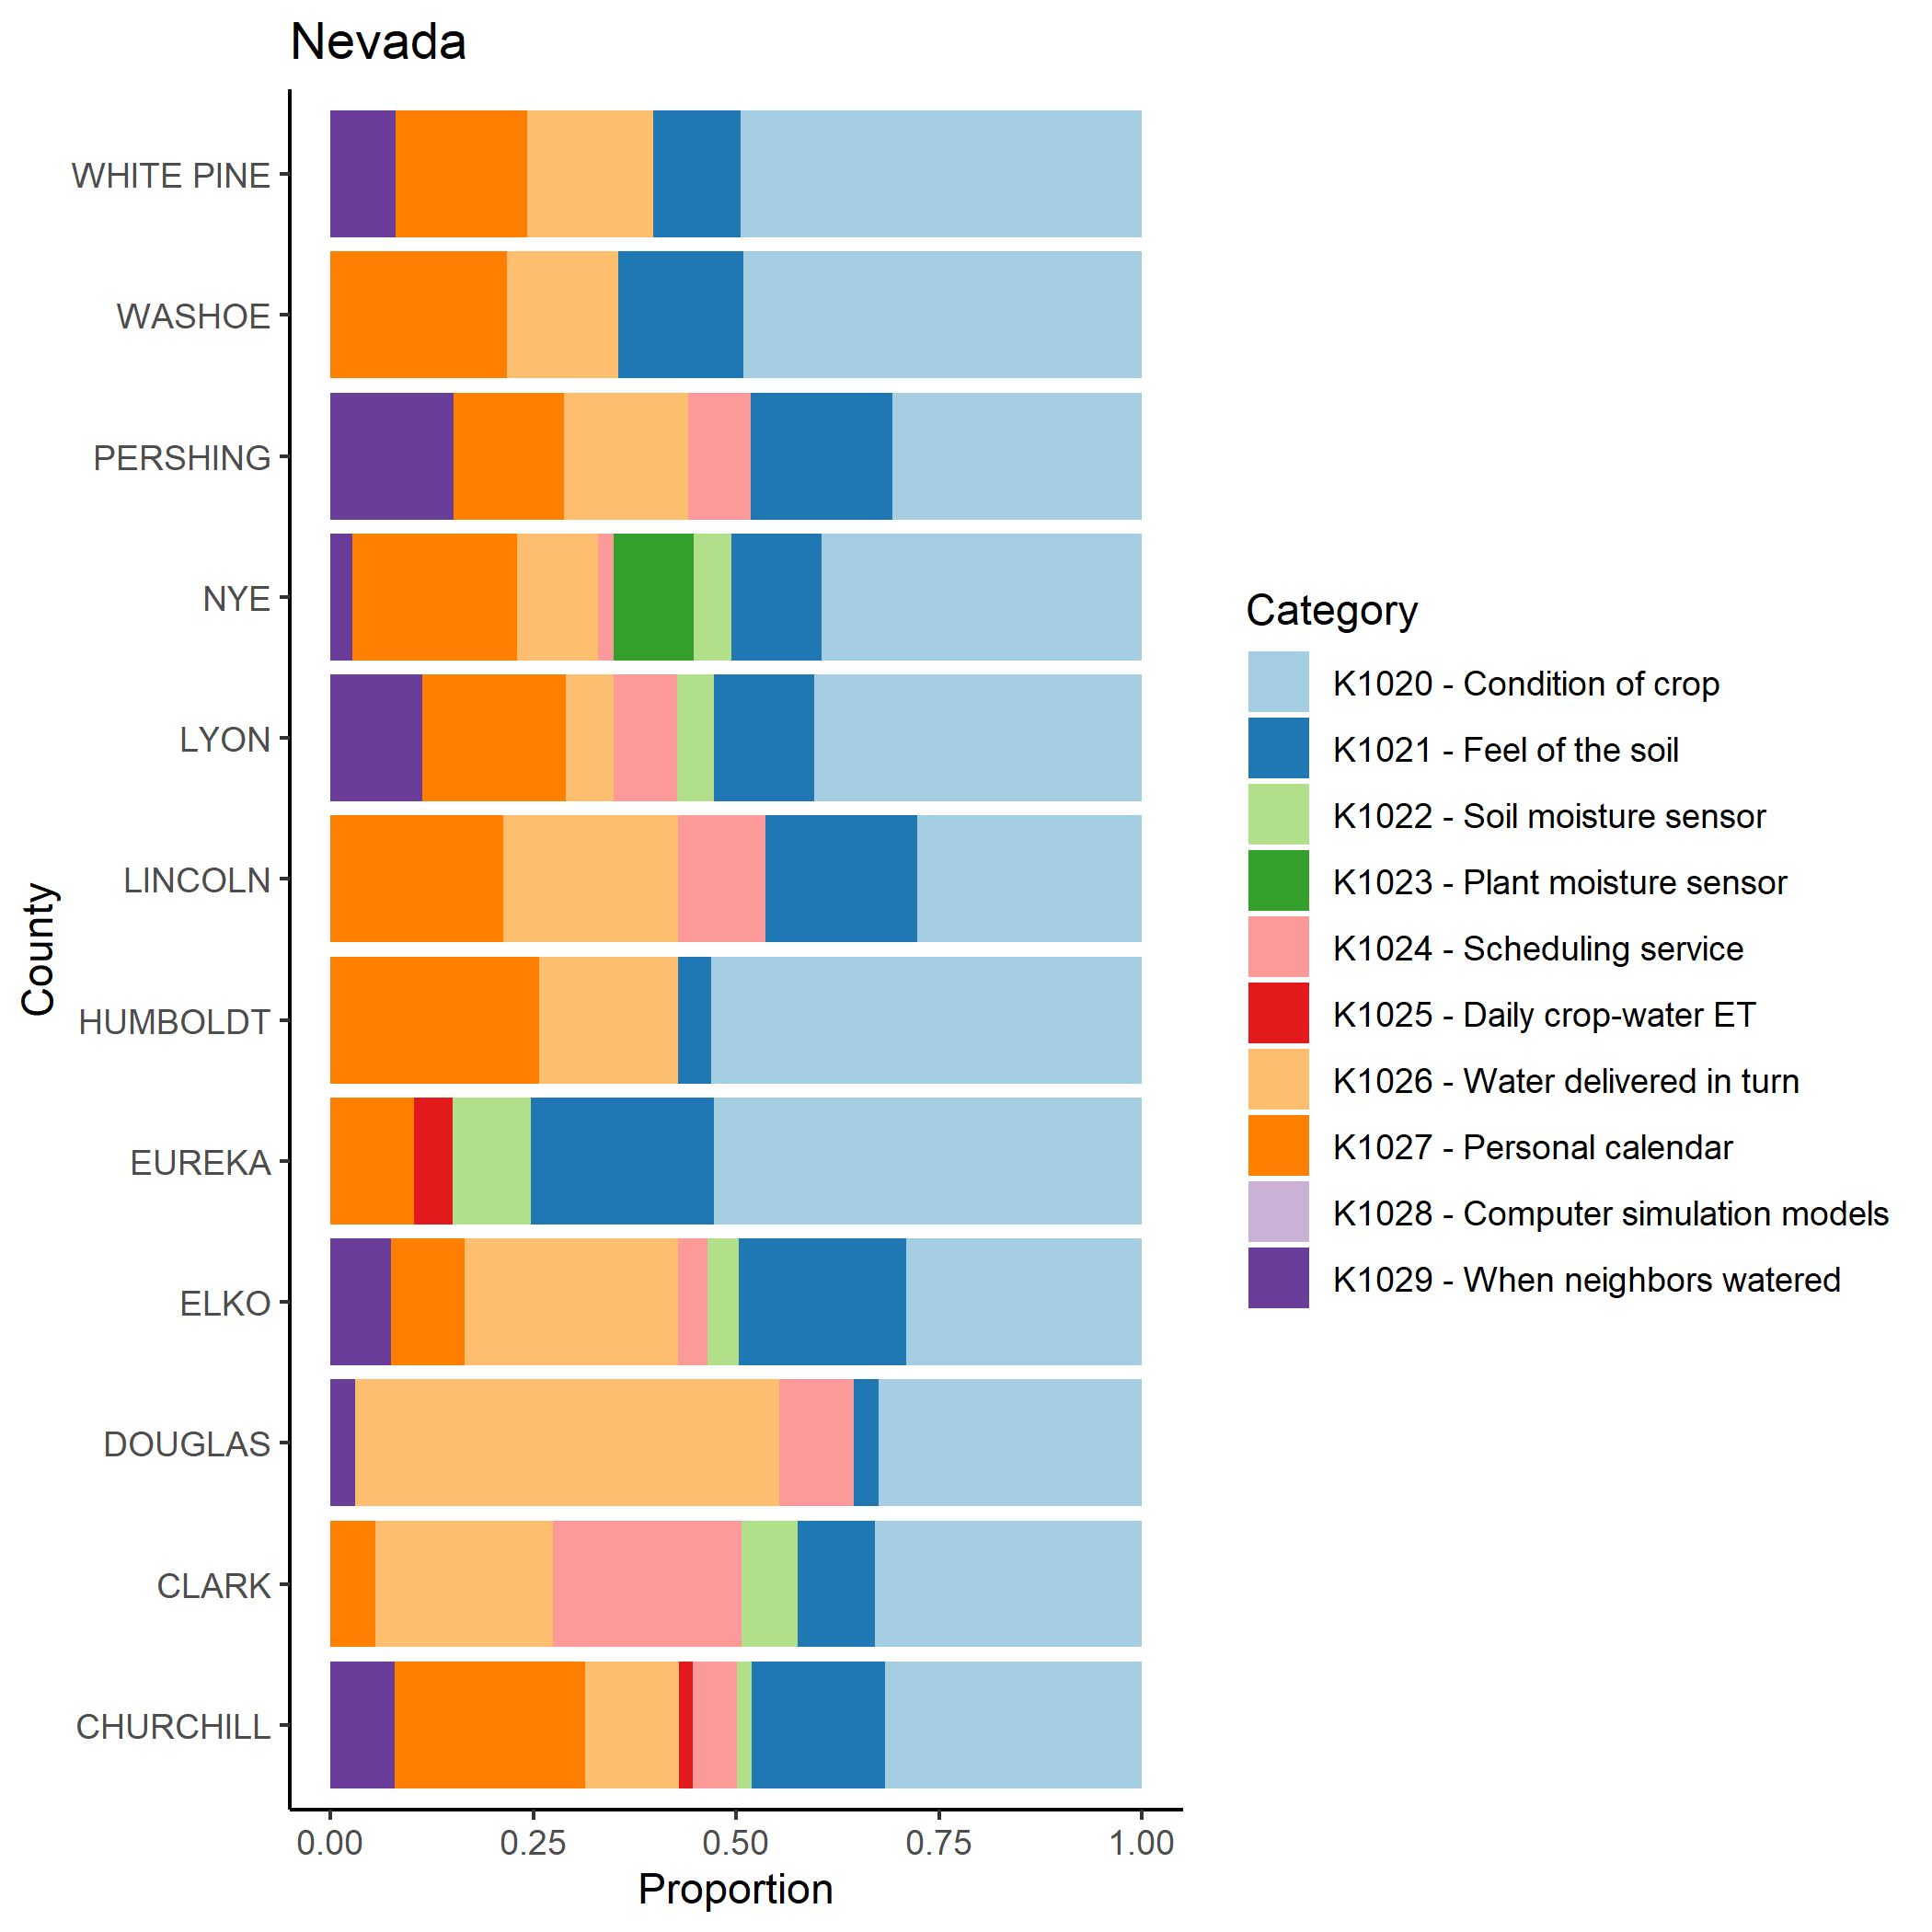 Nevada
WHITE PINE
WASHOE
PERSHING
NYE
LYON
LINCOLN
HUMBOLDT
EUREKA
ELKO
DOUGLAS
CLARK
CHURCHILL
County
0.00 0.25 0.50 0.75 1.00
Proportion
Category
K1020 - Condition of crop
K1021 - Feel of the soil
K1022 - Soil moisture sensor
K1023 - Plant moisture sensor
K1024 - Scheduling service
K1025 - Daily crop-water ET
K1026 - Water delivered in turn
K1027 - Personal calendar
K1028 - Computer simulation models
K1029 - When neighbors watered